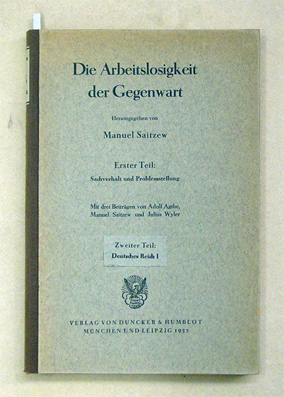 Die Arbeitslosigkeit
der Gegenwart
Herausgegeben von
Manuel Saitzew
Erster Teil:
Sachverhalt und Problemstellung
Mit drei Beiträgen von Adolf Agthe,
Manuel Saitzew und Julius Wyler
Zweiter Teil:
Deutsches Reich I
VERLAG VON DUNCKER & HUMBLOT
MÜNCHEN UND LEIPZIG 1932